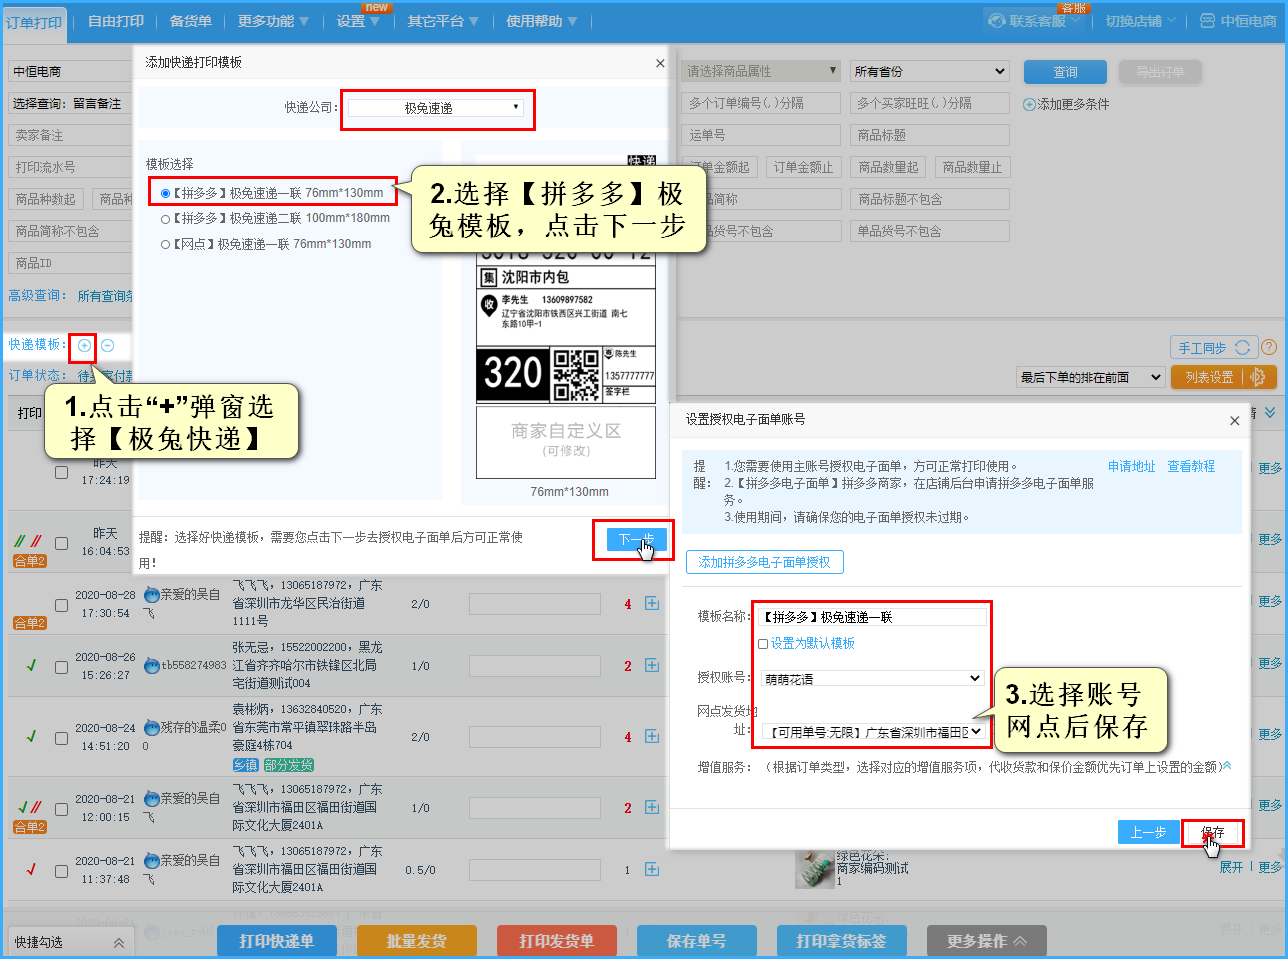 订单打印 自由打印 备货单 更多功能 设置 new 其它平台 使用帮助 联系客服 客服 切换店铺 中恒电商
添加快递打印模板
快递公司： 极兔速递
模板选择
【拼多多】极兔速递一联 76mm*130mm
【拼多多】极兔速递二联 100mm*180mm
【网点】极兔速递一联 76mm*130mm
2.选择【拼多多】极
兔模板，点击下一步
快递
集 沈阳市内包
收 李先生 13609897582
辽宁省沈阳市铁西区兴工街道 南七
东路10甲-1
320
陈先生
1357777777
签字栏
商家自定义区
(可修改)
76mm*130mm
提醒：选择好快递模板，需要您点击下一步去授权电子面单后方可正常使
用！
下一步
中恒电商
选择查询：留言备注
卖家备注
打印流水号
商品种数起
商品简称不包含
商品ID
高级查询： 所有查询条
请选择商品属性 所有省份 查询 导出订单
多个订单编号(,)分隔 多个买家旺旺(,)分隔 添加更多条件
运单号 商品标题
单金额起 订单金额止 商品数量起 商品数量止
简称 商品标题不包含
货号不包含 单品货号不包含
快递模板：
手工同步
订单状态：
最后下单的排在前面 列表设置
打印
1.点击“+”弹窗选
择【极兔快递】
昨天
17:24:19
更多
昨天
16:04:53
合单2
更多
2020-08-28
17:30:54
合单2
亲爱的吴自
飞
飞飞飞，13065187972，广东
省深圳市龙华区民治街道
1111号
2/0 4
更多
2020-08-26
15:26:27
tb558274983
张无忌，15522002200，黑龙
江省齐齐哈尔市铁锋区北局
宅街道测试004
1/0 2
更多
2020-08-24
14:51:20
残存的温柔0
0
袁彬炳，13632840520，广
东省东莞市常平镇翠珠路半岛
豪庭4栋704
乡镇 部分发货
2/0 4
更多
2020-08-21
12:00:15
合单2
亲爱的吴自
飞
飞飞飞，13065187972，广东
省深圳市福田区福田街道国
际文化大厦2401A
1/0 2
更多
2020-08-21
11:37:48
亲爱的吴自
飞
飞飞飞，13065187972，广东
省深圳市福田区福田街道国
际文化大厦2401A
0.5/0 1
绿色花朵：
商家编码测试
1
展开 更多
设置授权电子面单账号
提
醒：
1.您需要使用主账号授权电子面单，方可正常打印使用。
2.【拼多多电子面单】拼多多商家，在店铺后台申请拼多多电子面单服
务。
3.使用期间，请确保您的电子面单授权未过期。
申请地址 查看教程
添加拼多多电子面单授权
模板名称： 【拼多多】极兔速递一联
设置为默认模板
授权账号： 萌萌花语
网点发货地
址： 【可用单号:无限】广东省深圳市福田区
3.选择账号
网点后保存
增值服务： （根据订单类型，选择对应的增值服务项，代收货款和保价金额优先订单上设置的金额）
上一步 保存
快捷勾选 打印快递单 批量发货 打印发货单 保存单号 打印拿货标签 更多操作